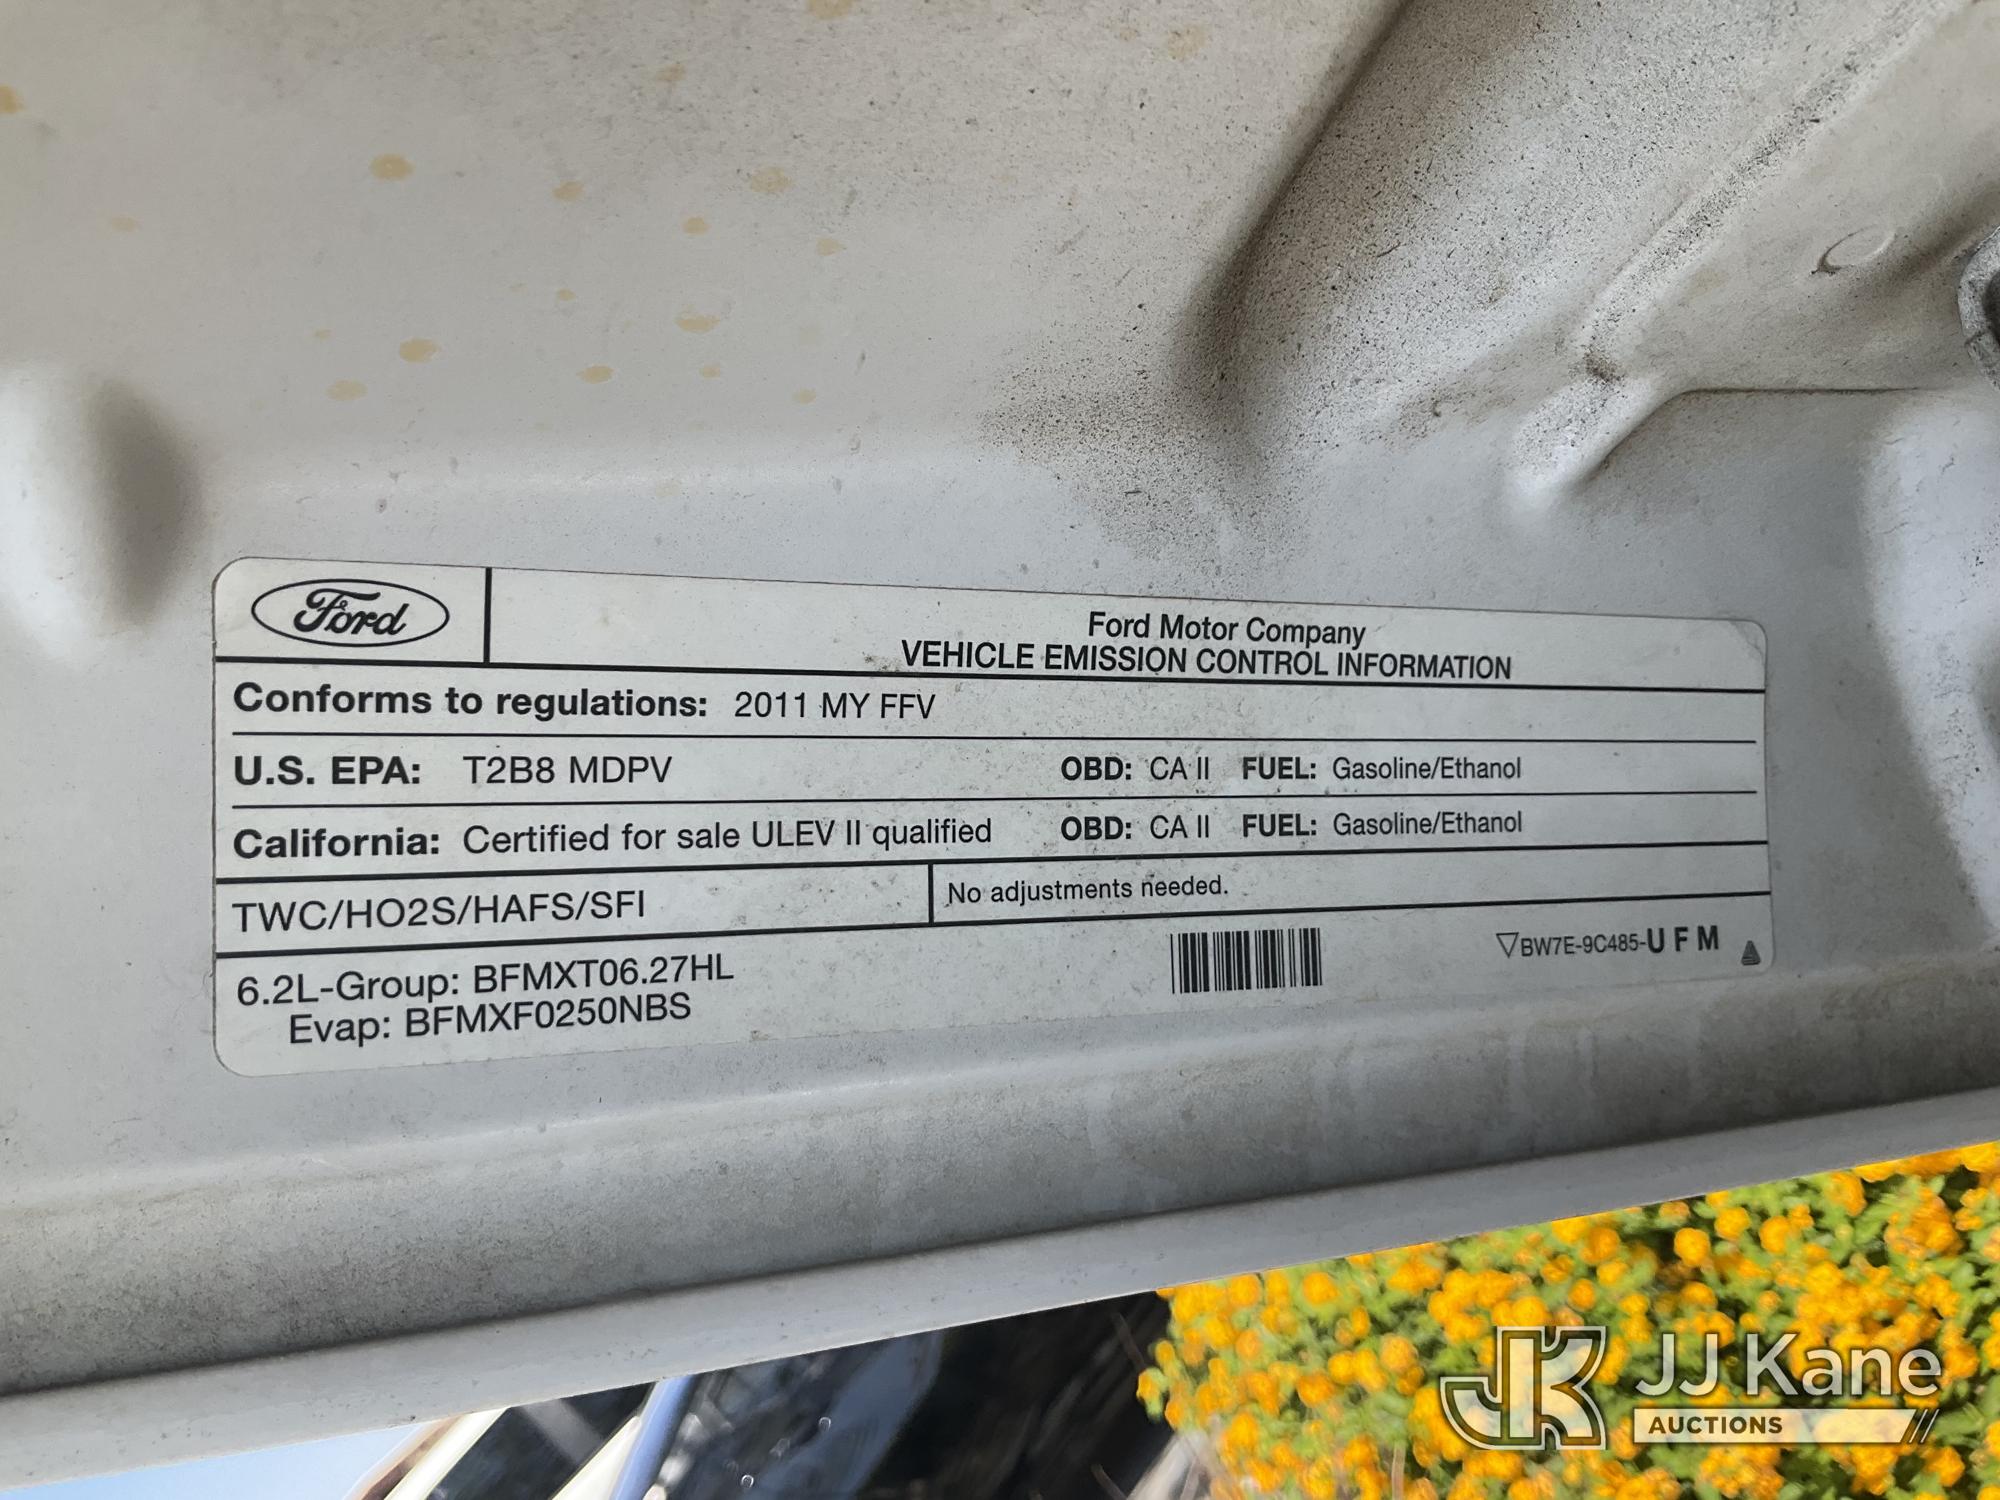 Ford
Ford Motor Company
VEHICLE EMISSION CONTROL INFORMATION
Conforms to regulations: 2011 MY FFV
U.S. EPA: T2B8 MDPV OBD: CA II FUEL: Gasoline/Ethanol
California: Certified for sale ULEV II qualified OBD: CA II FUEL: Gasoline/Ethanol
TWC/HO2S/HAFS/SFI No adjustments needed.
6.2L-Group: BFMXT06.27HL
Evap: BFMXF0250NBS
BW7E-9C485-U F M
JK JJ Kane
AUCTIONS